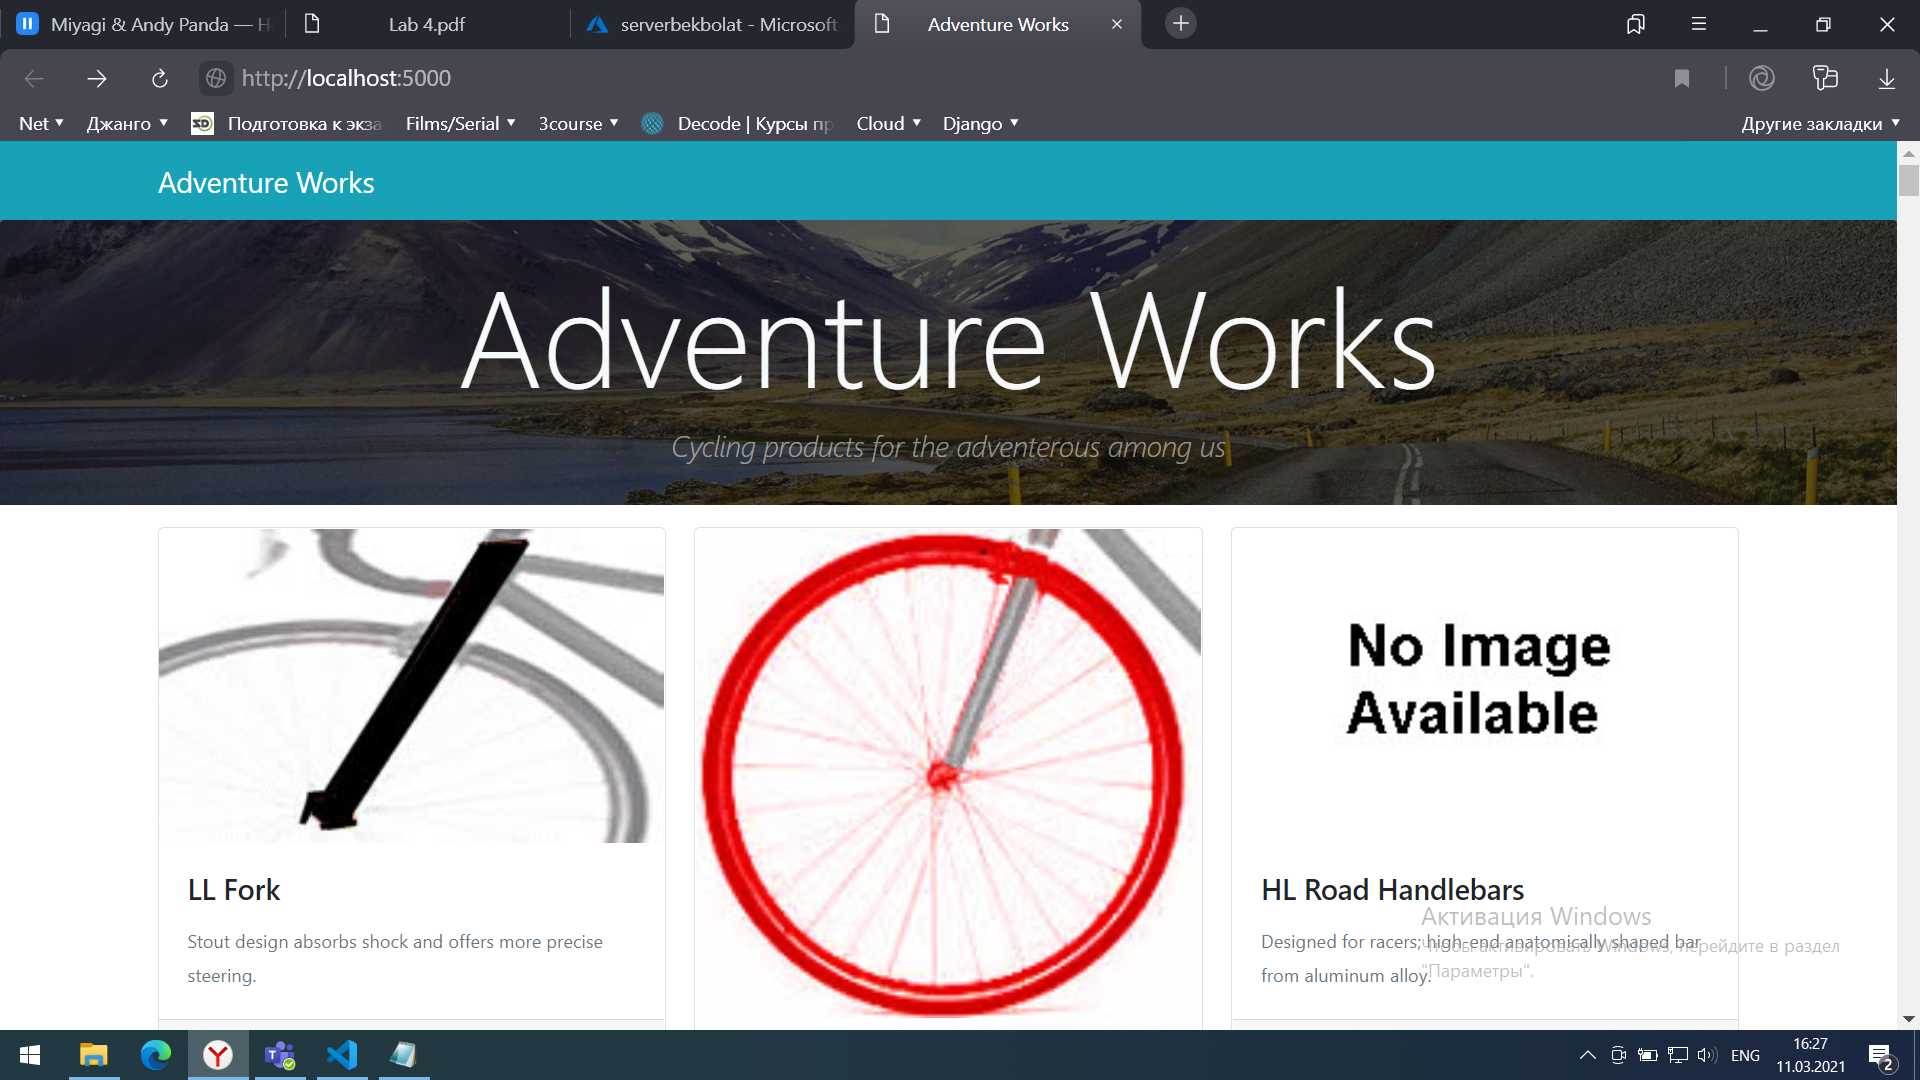 Miyagi & Andy Panda — Н
Lab 4.pdf
serverbekbolat - Microsoft
Adventure Works
http://localhost:5000
Net
Джанго
SD
Подготовка к экза
Films/Serial
3course
Decode | Курсы пр
Cloud
Django
Другие закладки
Adventure Works
Adventure Works
Cycling products for the adventerous among us
No Image
Available
LL Fork
Stout design absorbs shock and offers more precise
steering.
HL Road Handlebars
Designed for racers; high-end anatomically shaped bar
from aluminum alloy.
Активация Windows
Чтобы активировать Windows, перейдите в раздел
"Параметры".
ENG
16:27
11.03.2021
2